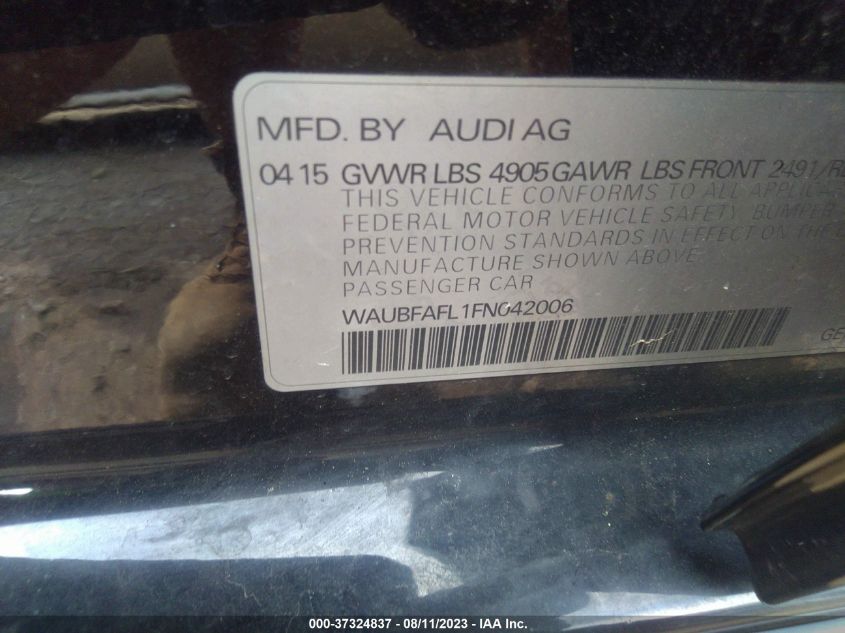 MFD. BY AUDI AG
04 15 GVWR LBS 4905 GAWR LBS FRONT 2491/
THIS VEHICLE CONFORMS TO ALL
FEDERAL MOTOR VEHICLE SAFETY, BUMPER
PREVENTION STANDARDS IN EFFECT ON THE
MANUFACTURE SHOWN ABOVE
PASSENGER CAR
WAUBFAFL1FN042006
000-37324837 - 08/11/2023 - IAA Inc.